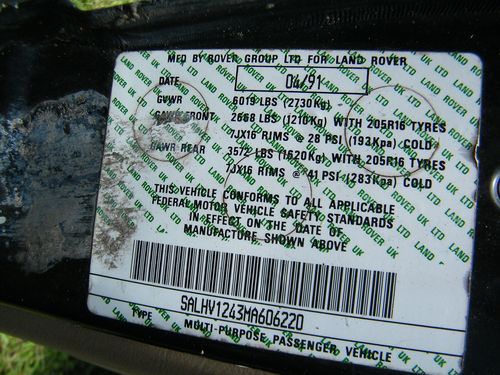 MFD BY ROVER GROUP LTD FOR LAND ROVER
DATE 04/91
GVWR 6019 LBS (2730Kg)
GAWR FRONT 2668 LBS (1210Kg) WITH 205R16 TYRES
7JX16 RIMS @ 28 PSI (193Kpa) COLD
GAWR REAR 3572 LBS (1620Kg) WITH 205R16 TYRES
7JX16 RIMS @ 41 PSI (283Kpa) COLD
THIS VEHICLE CONFORMS TO ALL APPLICABLE
FEDERAL MOTOR VEHICLE SAFETY STANDARDS
IN EFFECT ON THE DATE OF
MANUFACTURE SHOWN ABOVE
SALHV1243MA606220
TYPE MULTI-PURPOSE PASSENGER VEHICLE